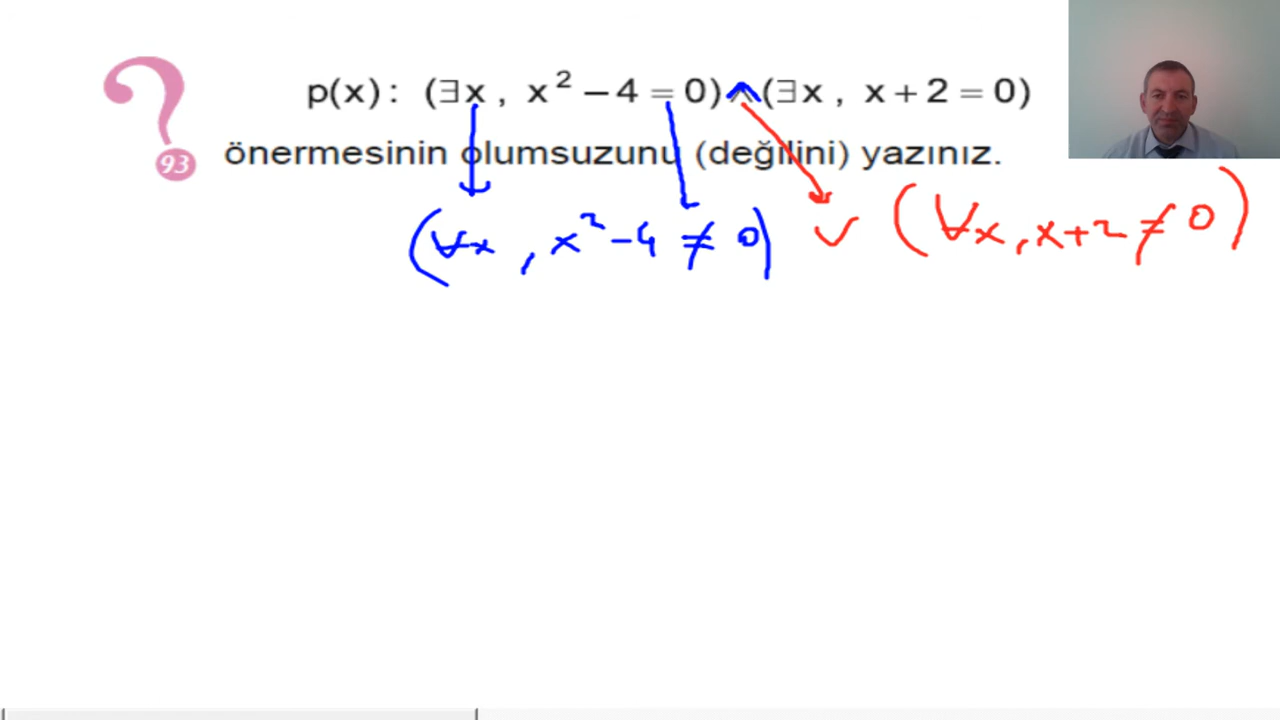 p(x): (∃x , x² − 4 = 0) ∧ (∃x , x + 2 = 0)
93
önermesinin olumsuzunu (değilini) yazınız.
(∀x , x² − 4 ≠ 0) ∨ (∀x , x + 2 ≠ 0)